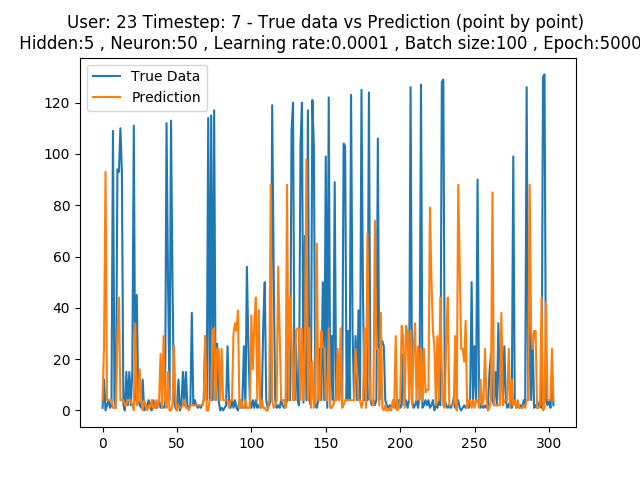 User: 23 Timestep: 7 - True data vs Prediction (point by point)
Hidden:5 , Neuron:50 , Learning rate:0.0001 , Batch size:100 , Epoch:5000
True Data
Prediction
120
100
80
60
40
20
0
0 50 100 150 200 250 300